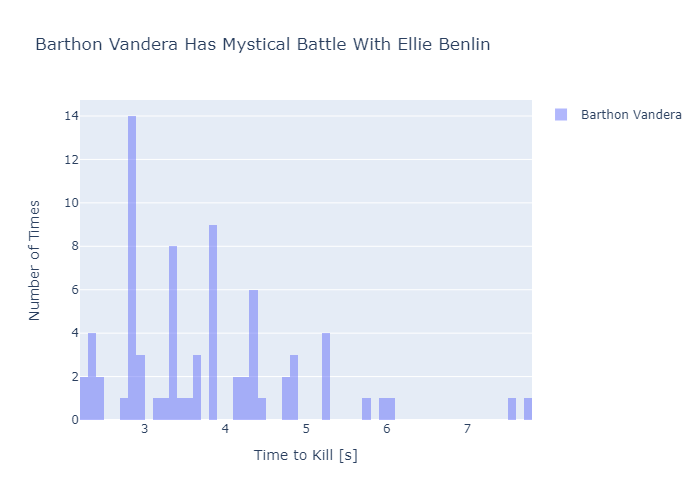 Barthon Vandera Has Mystical Battle With Ellie Benlin
Barthon Vandera
14
12
10
8
6
4
2
0
Number of Times
3 4 5 6 7
Time to Kill [s]